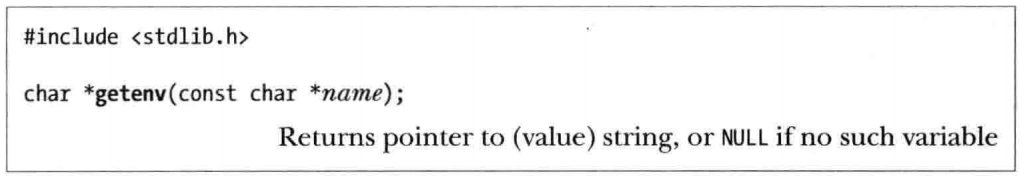 #include <stdlib.h>
char *getenv(const char *name);
Returns pointer to (value) string, or NULL if no such variable